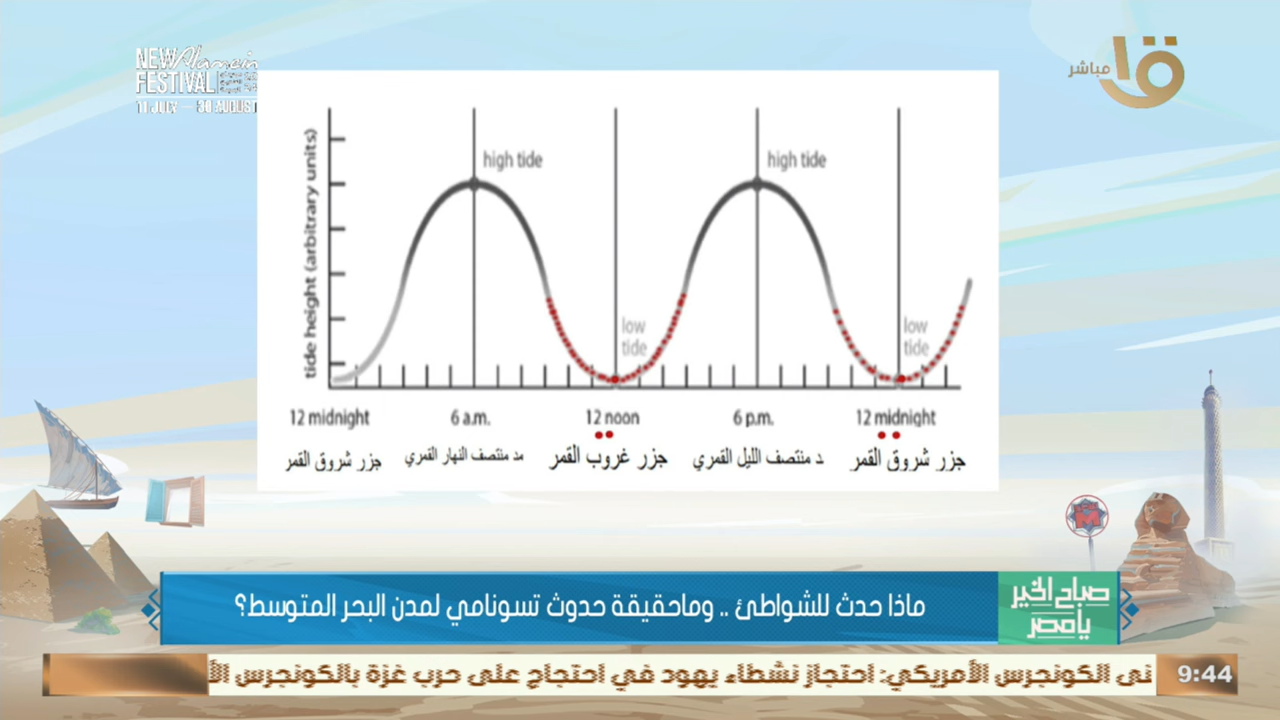 NEW Alamein
FESTIVAL
11 JULY — 30 AUGUST
مباشر
tide height (arbitrary units)
high tide
high tide
low
tide
low
tide
12 midnight
6 a.m.
12 noon
6 p.m.
12 midnight
جزر شروق القمر
مد منتصف النهار القمري
جزر غروب القمر
د منتصف الليل القمري
جزر شروق القمر
صباح الخير
يا مصر
ماذا حدث للشواطئ .. وماحقيقة حدوث تسونامي لمدن البحر المتوسط؟
نى الكونجرس الأمريكي: احتجاز نشطاء يهود في احتجاج على حرب غزة بالكونجرس الأ
9:44